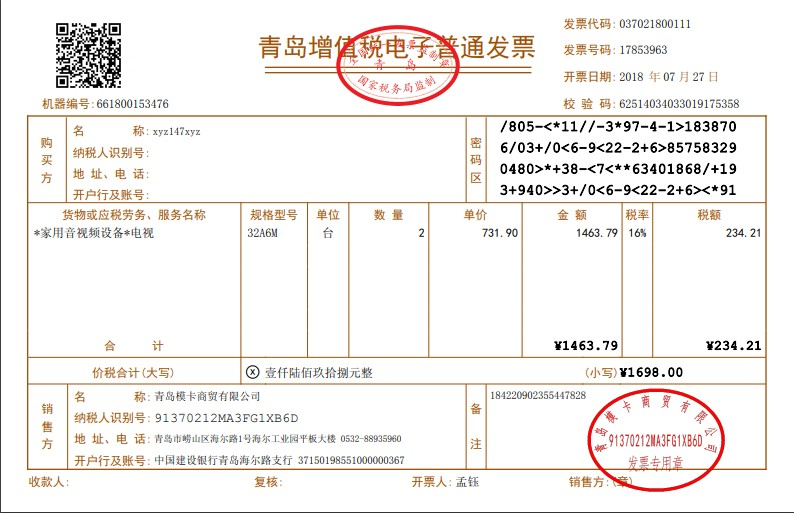 青岛增值税电子普通发票
全国统一发票监制章
青岛
国家税务局监制
发票代码: 037021800111
发票号码: 17853963
开票日期: 2018 年 07 月 27 日
机器编号: 661800153476
校 验 码: 62514034033019175358
购买方
名 称: xyz147xyz
纳税人识别号:
地 址、电 话:
开户行及账号:
密码区
/805-<*11//-3*97-4-1>183870
6/03+/0<6-9<22-2+6>85758329
0480>*+38-<7<**63401868/+19
3+940>>3+/0<6-9<22-2+6><*91
货物或应税劳务、服务名称 规格型号 单位 数 量 单价 金 额 税率 税额
*家用音视频设备*电视 32A6M 台 2 731.90 1463.79 16% 234.21
合 计 ¥1463.79 ¥234.21
价税合计(大写) ⓧ 壹仟陆佰玖拾捌元整 (小写) ¥1698.00
销售方
名 称: 青岛模卡商贸有限公司
纳税人识别号: 91370212MA3FG1XB6D
地 址、电 话: 青岛市崂山区海尔路1号海尔工业园平板大楼 0532-88935960
开户行及账号: 中国建设银行青岛海尔路支行 37150198551000000367
备注
184220902355447828
青岛模卡商贸有限公司
91370212MA3FG1XB6D
发票专用章
收款人: 复核: 开票人: 孟钰 销售方: (章)